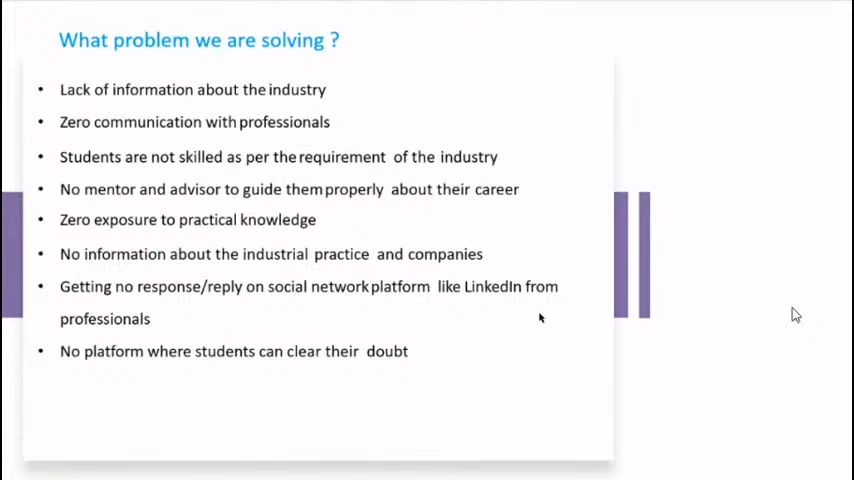 What problem we are solving ?
• Lack of information about the industry
• Zero communication with professionals
• Students are not skilled as per the requirement of the industry
• No mentor and advisor to guide them properly about their career
• Zero exposure to practical knowledge
• No information about the industrial practice and companies
• Getting no response/reply on social network platform like LinkedIn from
professionals
• No platform where students can clear their doubt